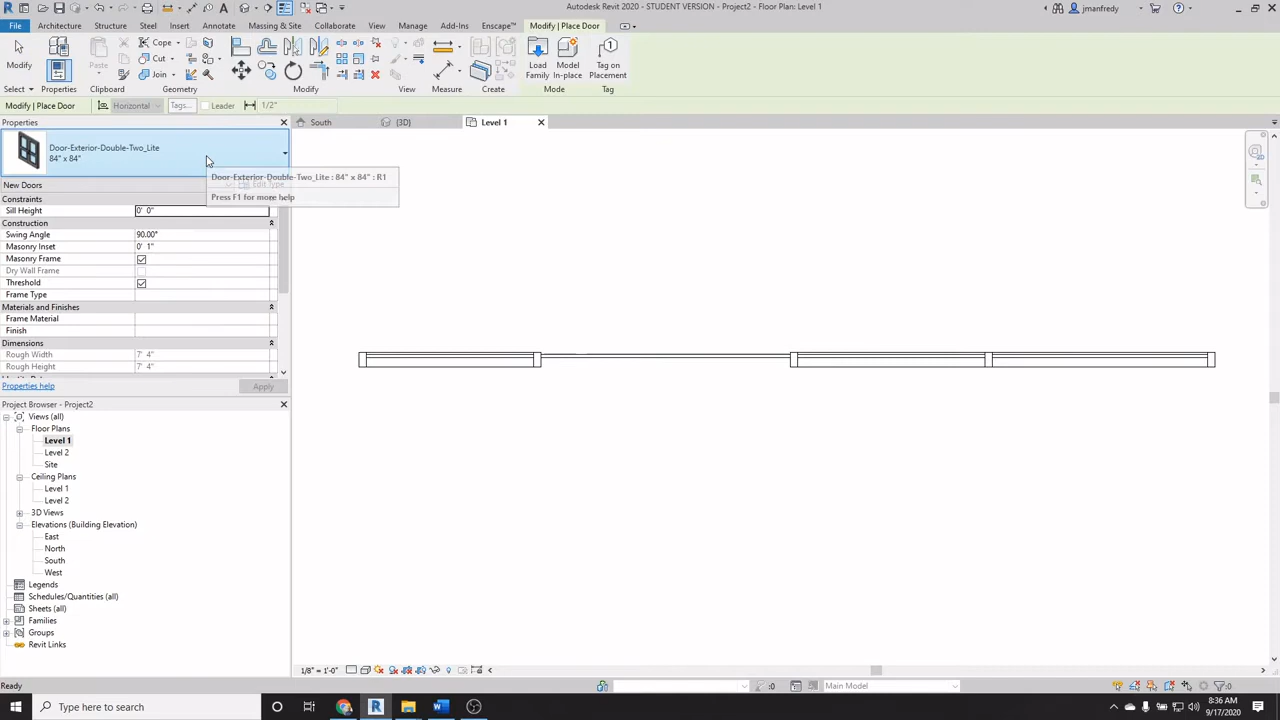 Autodesk Revit 2020 - STUDENT VERSION - Project2 - Floor Plan: Level 1
jmanfredy
File
Architecture
Structure
Steel
Insert
Annotate
Analyze
Massing & Site
Collaborate
View
Manage
Add-Ins
Enscape™
Modify | Place Door
Modify
Paste
Cope
Cut
Join
Load
Family
Model
In-place
Tag on
Placement
Select
Properties
Clipboard
Geometry
Modify
View
Measure
Create
Mode
Tag
Modify | Place Door
Horizontal
Tags...
Leader
1/2"
Properties
South
{3D}
Level 1
Door-Exterior-Double-Two_Lite
84" x 84"
Door-Exterior-Double-Two_Lite : 84" x 84" : R1
New Doors
Edit Type
Press F1 for more help
Constraints
Sill Height
0' 0"
Construction
Swing Angle
90.00°
Masonry Inset
0' 1"
Masonry Frame
Dry Wall Frame
Threshold
Frame Type
Materials and Finishes
Frame Material
Finish
Dimensions
Rough Width
7' 4"
Rough Height
7' 4"
Properties help
Apply
Project Browser - Project2
Views (all)
Floor Plans
Level 1
Level 2
Site
Ceiling Plans
Level 1
Level 2
3D Views
Elevations (Building Elevation)
East
North
South
West
Legends
Schedules/Quantities (all)
Sheets (all)
Families
Groups
Revit Links
1/8" = 1'-0"
Ready
:0
Main Model
:0
Type here to search
8:36 AM
9/17/2020